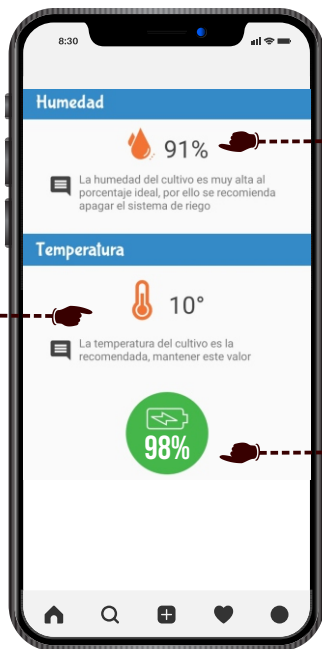 8:30
Humedad
91%
La humedad del cultivo es muy alta al
porcentaje ideal, por ello se recomienda
apagar el sistema de riego
Temperatura
10°
La temperatura del cultivo es la
recomendada, mantener este valor
98%